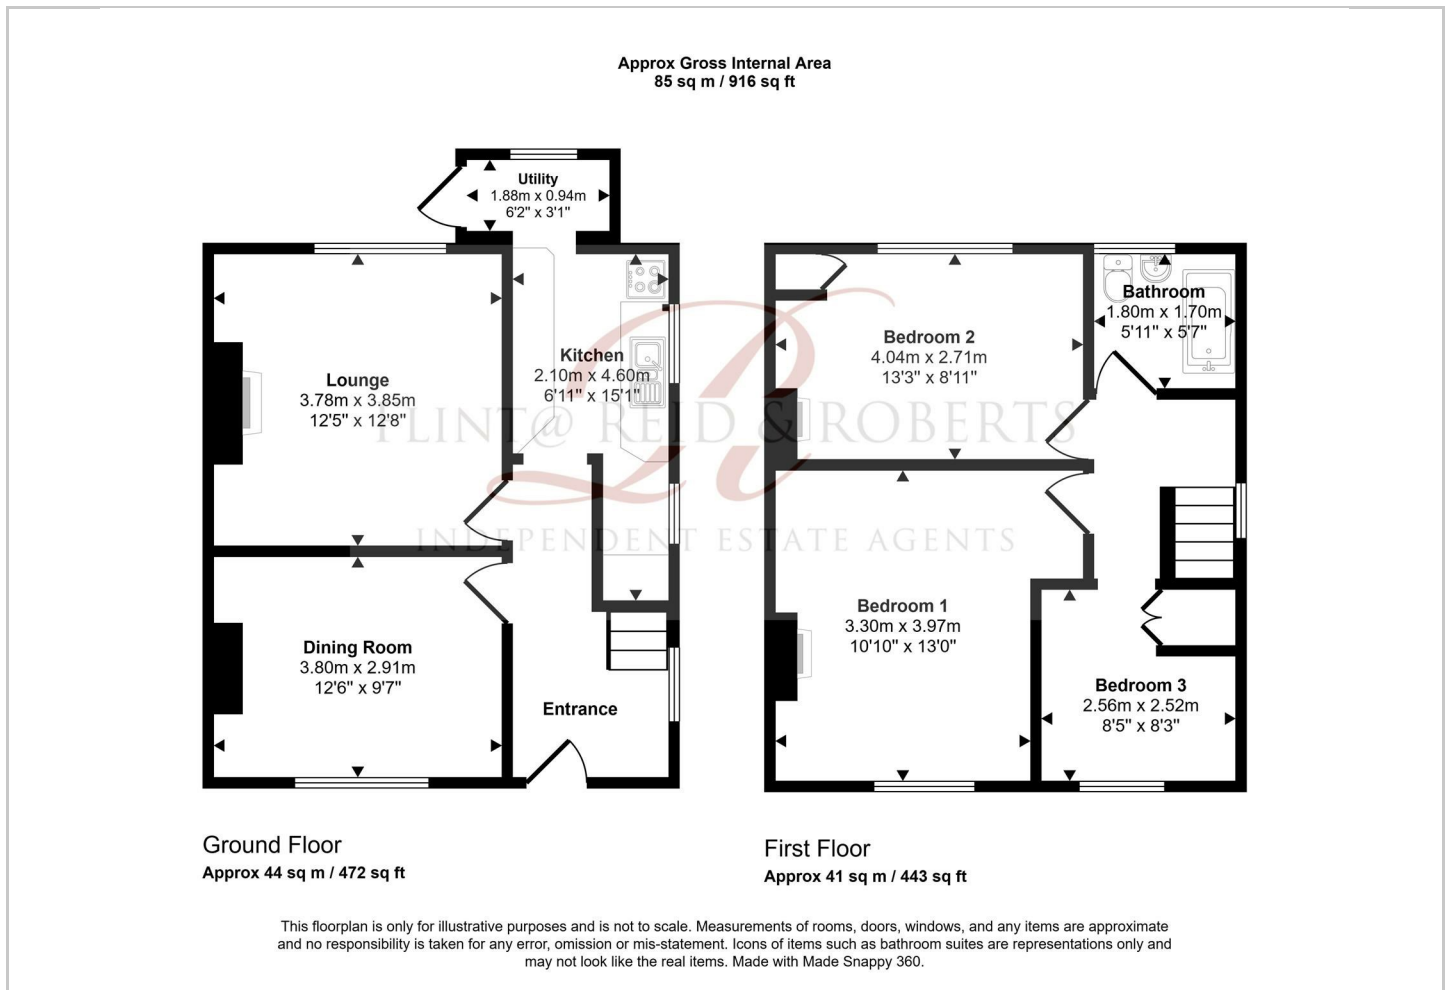 Approx Gross Internal Area
85 sq m / 916 sq ft
Utility
1.88m x 0.94m
6'2" x 3'1"
Lounge
3.78m x 3.85m
12'5" x 12'8"
Kitchen
2.10m x 4.60m
6'11" x 15'1"
Dining Room
3.80m x 2.91m
12'6" x 9'7"
Entrance
Bedroom 2
4.04m x 2.71m
13'3" x 8'11"
Bathroom
1.80m x 1.70m
5'11" x 5'7"
Bedroom 1
3.30m x 3.97m
10'10" x 13'0"
Bedroom 3
2.56m x 2.52m
8'5" x 8'3"
R
FLINT@ REID & ROBERTS
INDEPENDENT ESTATE AGENTS
Ground Floor
Approx 44 sq m / 472 sq ft
First Floor
Approx 41 sq m / 443 sq ft
This floorplan is only for illustrative purposes and is not to scale. Measurements of rooms, doors, windows, and any items are approximate
and no responsibility is taken for any error, omission or mis-statement. Icons of items such as bathroom suites are representations only and
may not look like the real items. Made with Made Snappy 360.